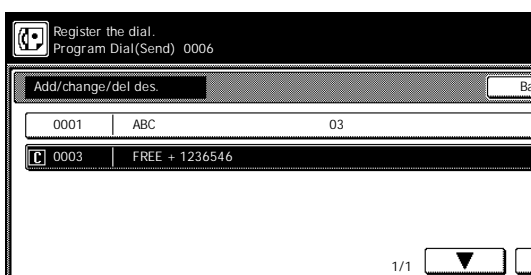 Register the dial.
Program Dial(Send) 0006
Add/change/del des.
Ba
0001 ABC 03
C 0003 FREE + 1236546
1/1